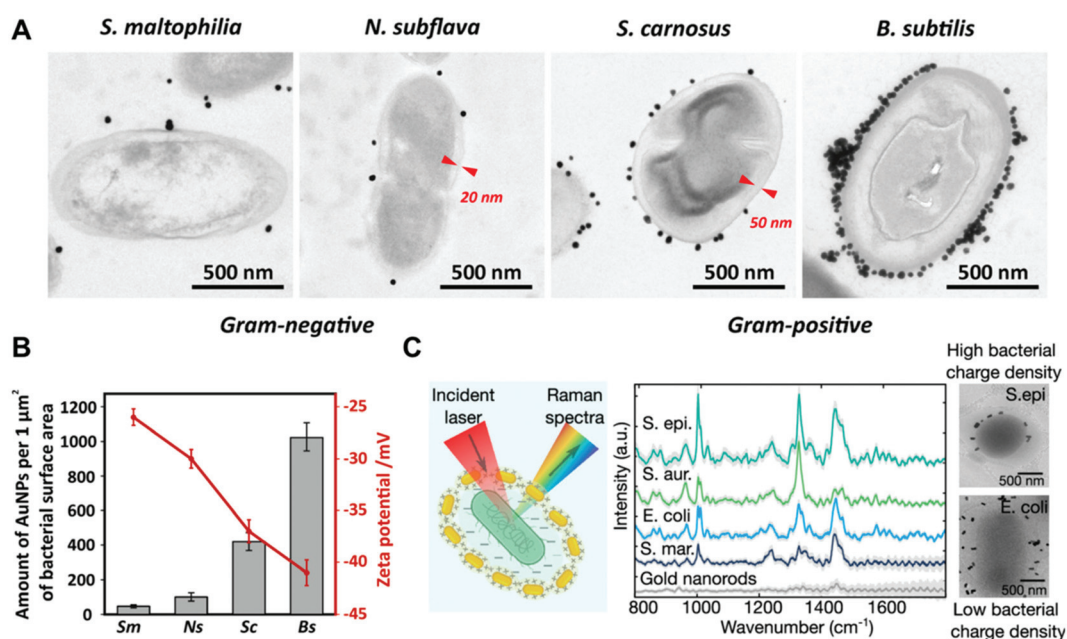 A
S. maltophilia
N. subflava
S. carnosus
B. subtilis
20 nm
50 nm
500 nm
500 nm
500 nm
500 nm
Gram-negative
Gram-positive
B
Amount of AuNPs per 1 μm²
of bacterial surface area
1200
1000
800
600
400
200
0
Sm
Ns
Sc
Bs
-25
-30
-35
-40
-45
Zeta potential /mV
C
Incident
laser
Raman
spectra
Intensity (a.u.)
S. epi.
S. aur.
E. coli
S. mar.
Gold nanorods
800
1000
1200
1400
1600
Wavenumber (cm⁻¹)
High bacterial
charge density
S.epi
500 nm
E. coli
500 nm
Low bacterial
charge density